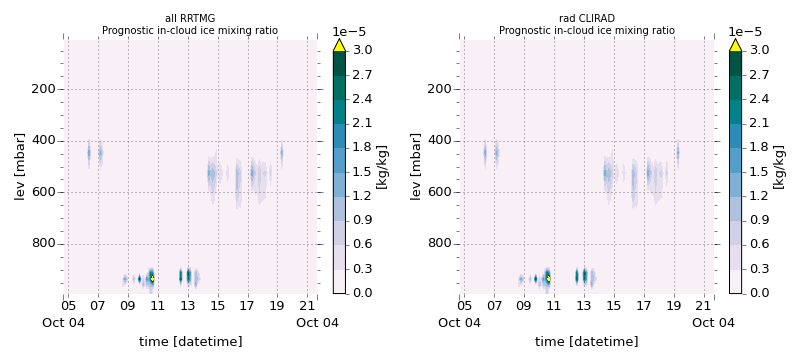 all RRTMG
Prognostic in-cloud ice mixing ratio
1e−5
3.0
2.7
2.4
2.1
1.8
1.5
1.2
0.9
0.6
0.3
0.0
[kg/kg]
200
400
600
800
lev [mbar]
05 07 09 11 13 15 17 19 21
Oct 04 Oct 04
time [datetime]
rad CLIRAD
Prognostic in-cloud ice mixing ratio
1e−5
3.0
2.7
2.4
2.1
1.8
1.5
1.2
0.9
0.6
0.3
0.0
[kg/kg]
200
400
600
800
lev [mbar]
05 07 09 11 13 15 17 19 21
Oct 04 Oct 04
time [datetime]